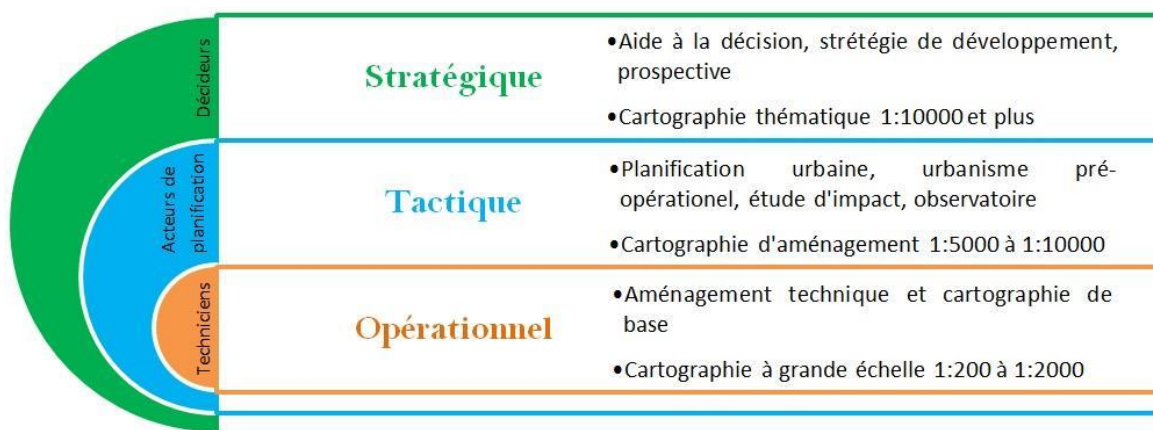 Décideurs
Stratégique
•Aide à la décision, strétégie de développement,
prospective
•Cartographie thématique 1:10000 et plus
Acteurs de
planification
Tactique
•Planification urbaine, urbanisme pré-
opérationel, étude d'impact, observatoire
•Cartographie d'aménagement 1:5000 à 1:10000
Techniciens
Opérationnel
•Aménagement technique et cartographie de
base
•Cartographie à grande échelle 1:200 à 1:2000